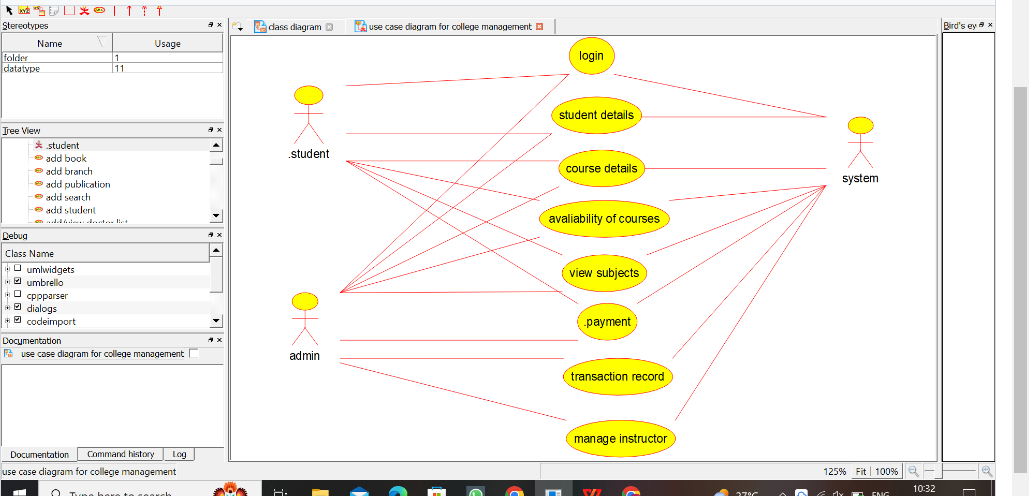 Stereotypes
Name Usage
folder 1
datatype 11
Tree View
.student
add book
add branch
add publication
add search
add student
Debug
Class Name
umlwidgets
umbrello
cppparser
dialogs
codeimport
Documentation
use case diagram for college management
Documentation Command history Log
use case diagram for college management
class diagram
use case diagram for college management
login
student details
course details
avaliability of courses
view subjects
.payment
transaction record
manage instructor
.student
admin
system
Bird's ey
125% Fit 100%
Type here to search
27°C
ENG
10:32